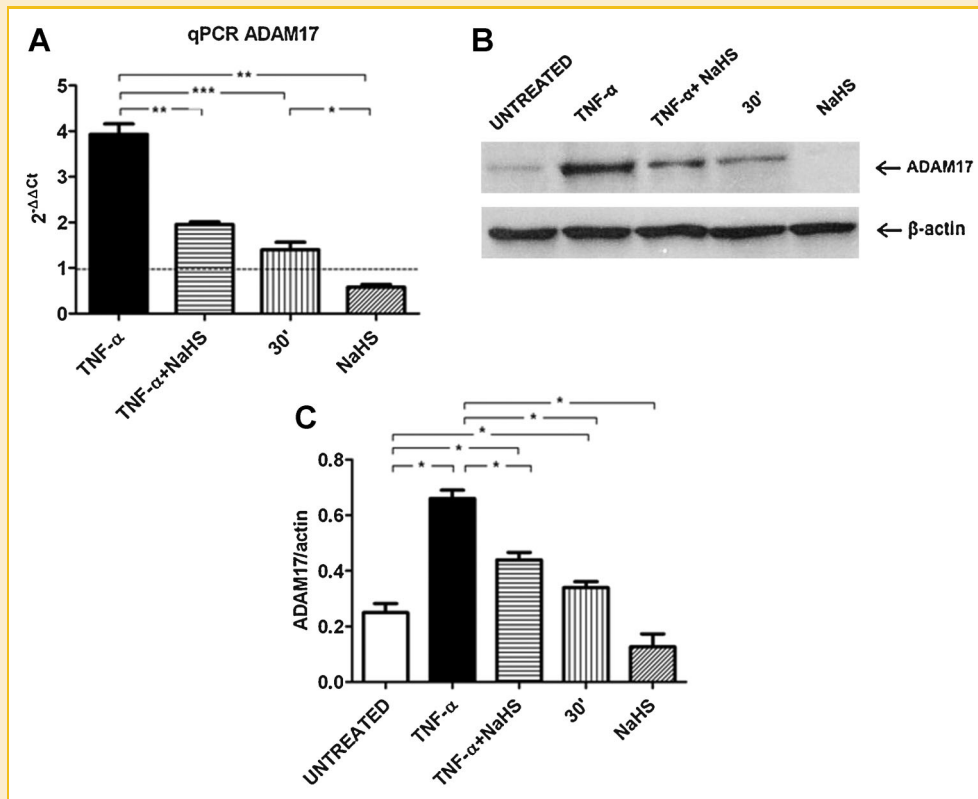 A
qPCR ADAM17
** 
***
** *
5
4
3
2
1
0
2^-ΔΔCt
TNF-α
TNF-α+NaHS
30'
NaHS
B
UNTREATED
TNF-α
TNF-α+ NaHS
30'
NaHS
← ADAM17
← β-actin
C
*
*
*
*
* *
0.8
0.6
0.4
0.2
0.0
ADAM17/actin
UNTREATED
TNF-α
TNF-α+NaHS
30'
NaHS